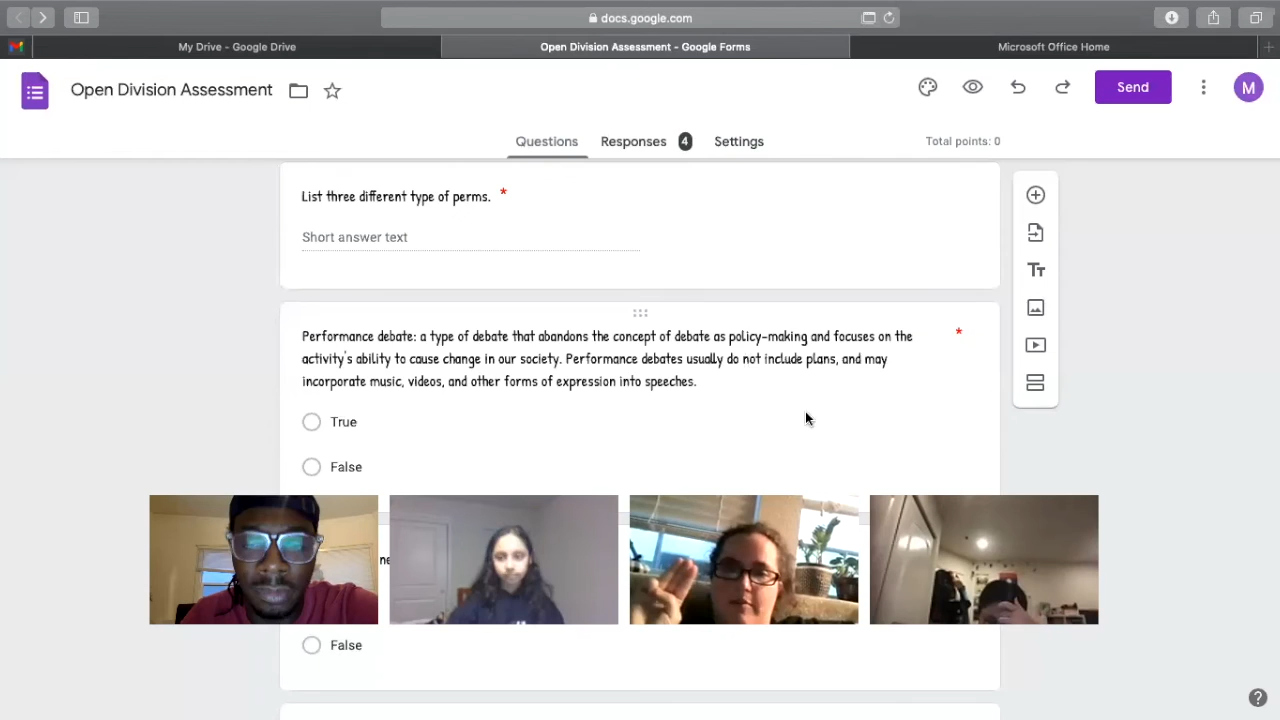 docs.google.com
My Drive - Google Drive
Open Division Assessment - Google Forms
Microsoft Office Home
Open Division Assessment
Send
M
Questions
Responses 4
Settings
Total points: 0
List three different type of perms. *
Short answer text
Performance debate: a type of debate that abandons the concept of debate as policy-making and focuses on the *
activity's ability to cause change in our society. Performance debates usually do not include plans, and may
incorporate music, videos, and other forms of expression into speeches.
True
False
False